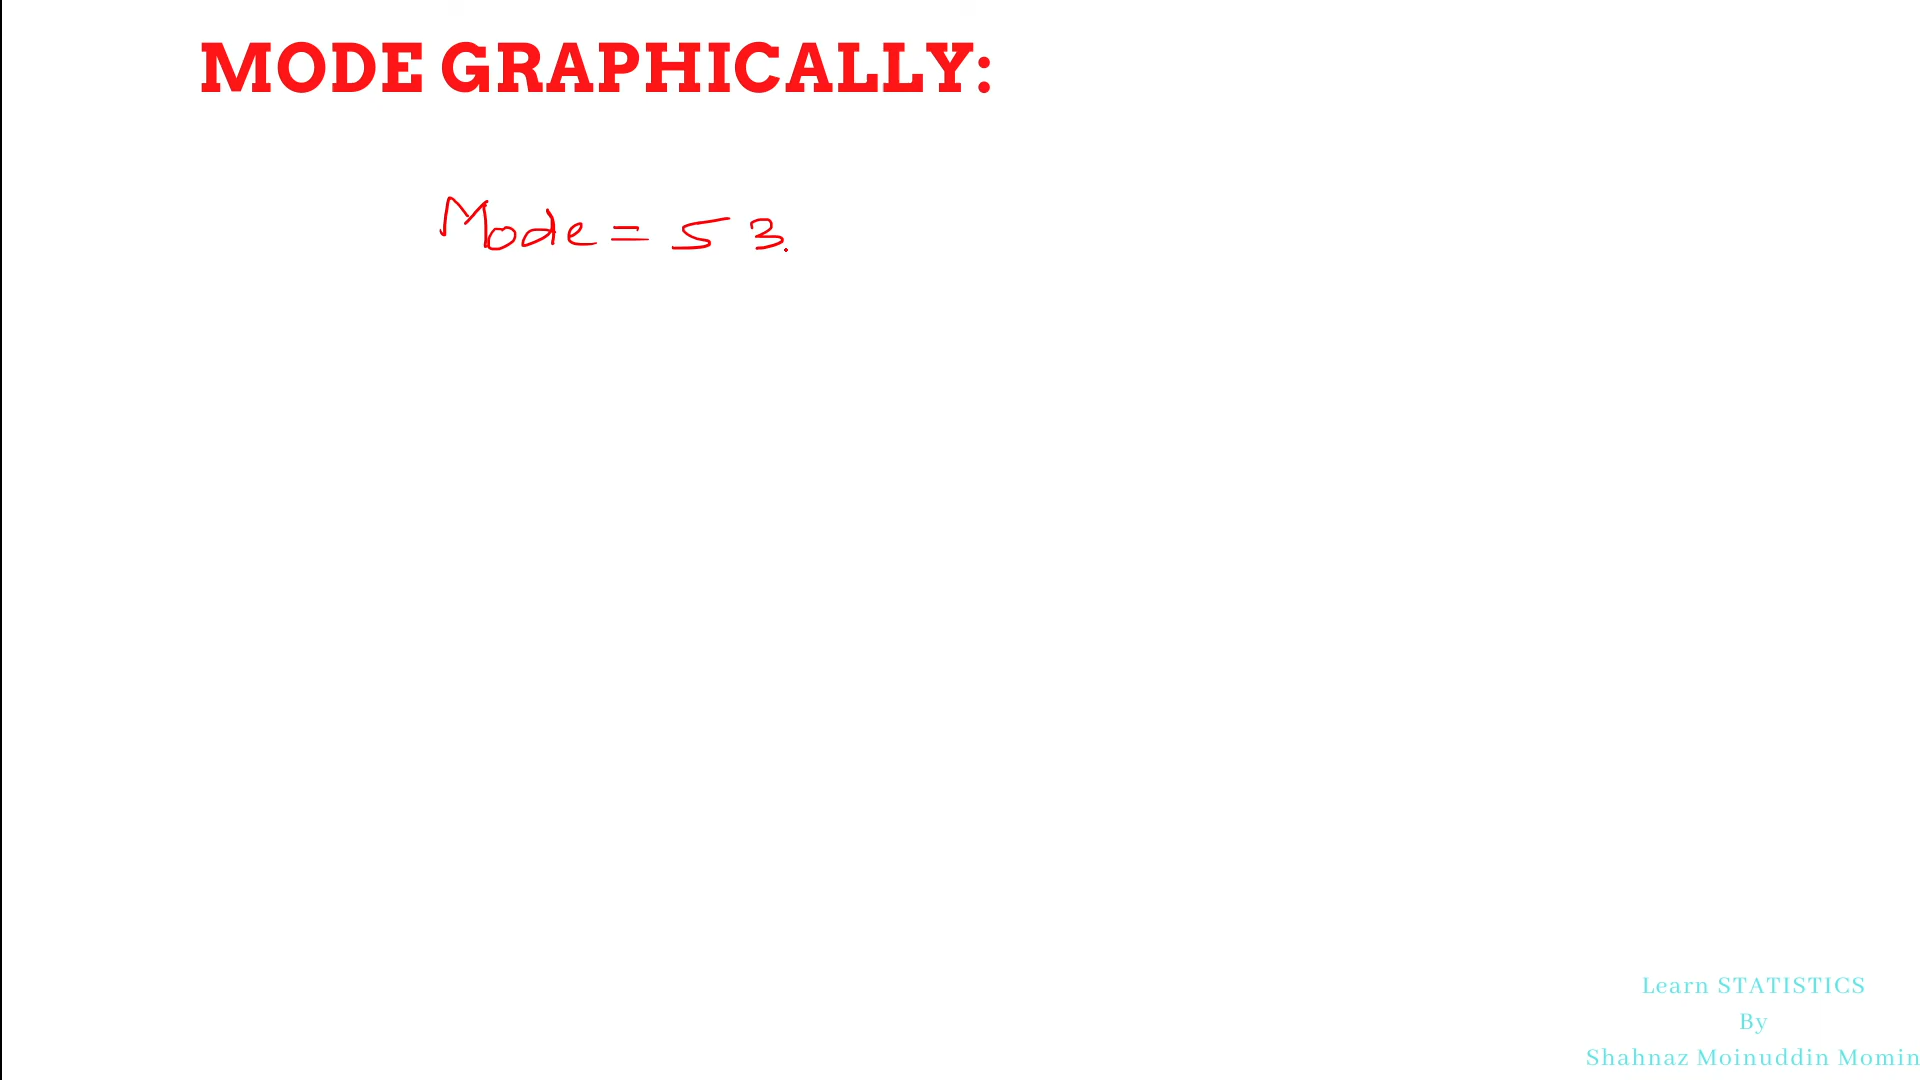 MODE GRAPHICALLY:
Mode = 53.
Learn STATISTICS
By
Shahnaz Moinuddin Momin